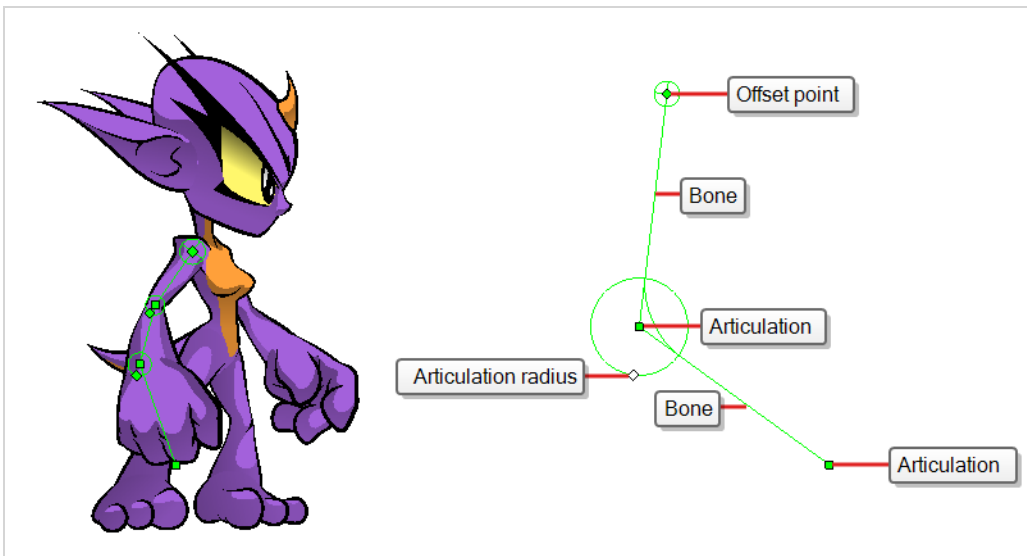 Offset point
Bone
Articulation
Articulation radius
Bone
Articulation